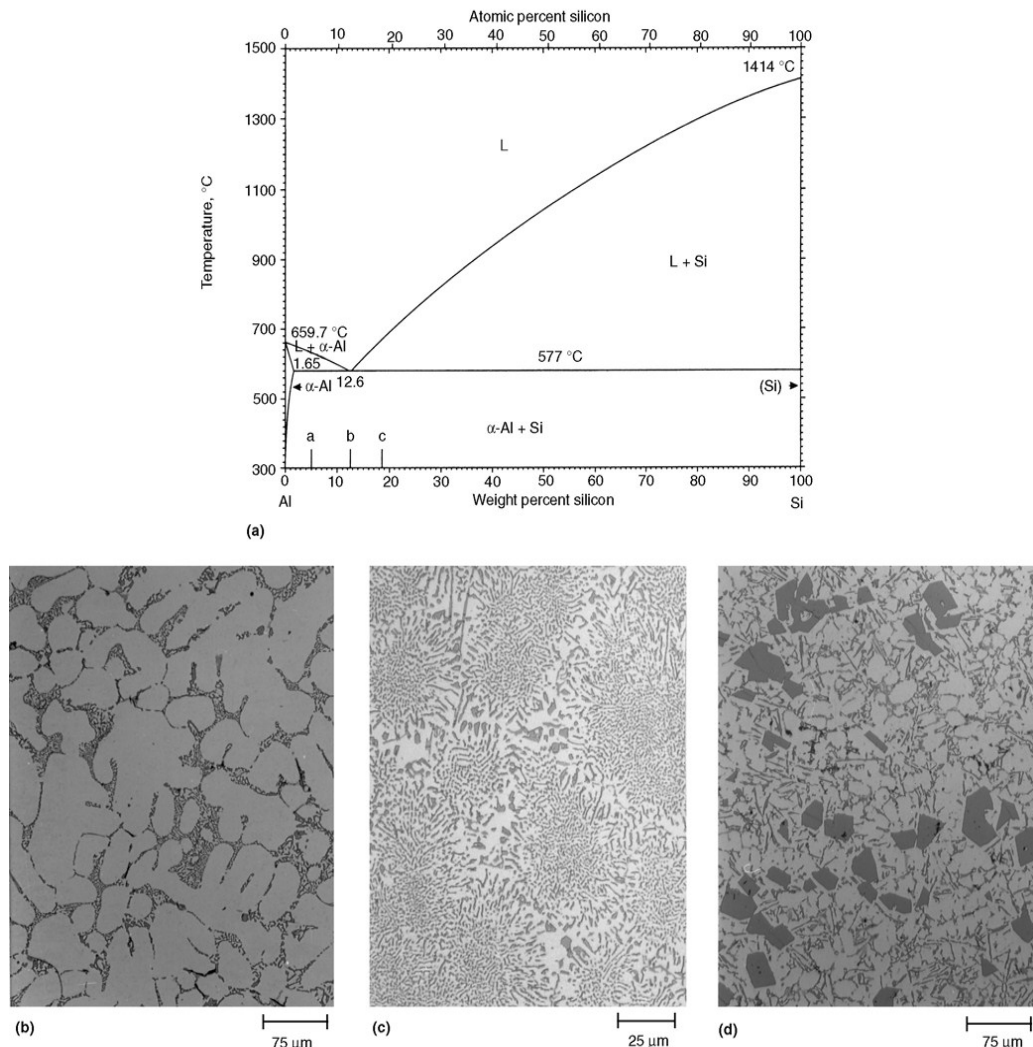 Atomic percent silicon
0 10 20 30 40 50 60 70 80 90 100
1500
1414 °C
1300
L
1100
Temperature, °C
900
L + Si
700
659.7 °C
L + α-Al
577 °C
1.65
12.6
α-Al
(Si)
500
α-Al + Si
a b c
300
0 10 20 30 40 50 60 70 80 90 100
Al Weight percent silicon Si
(a)
(b) 75 µm
(c) 25 µm
(d) 75 µm